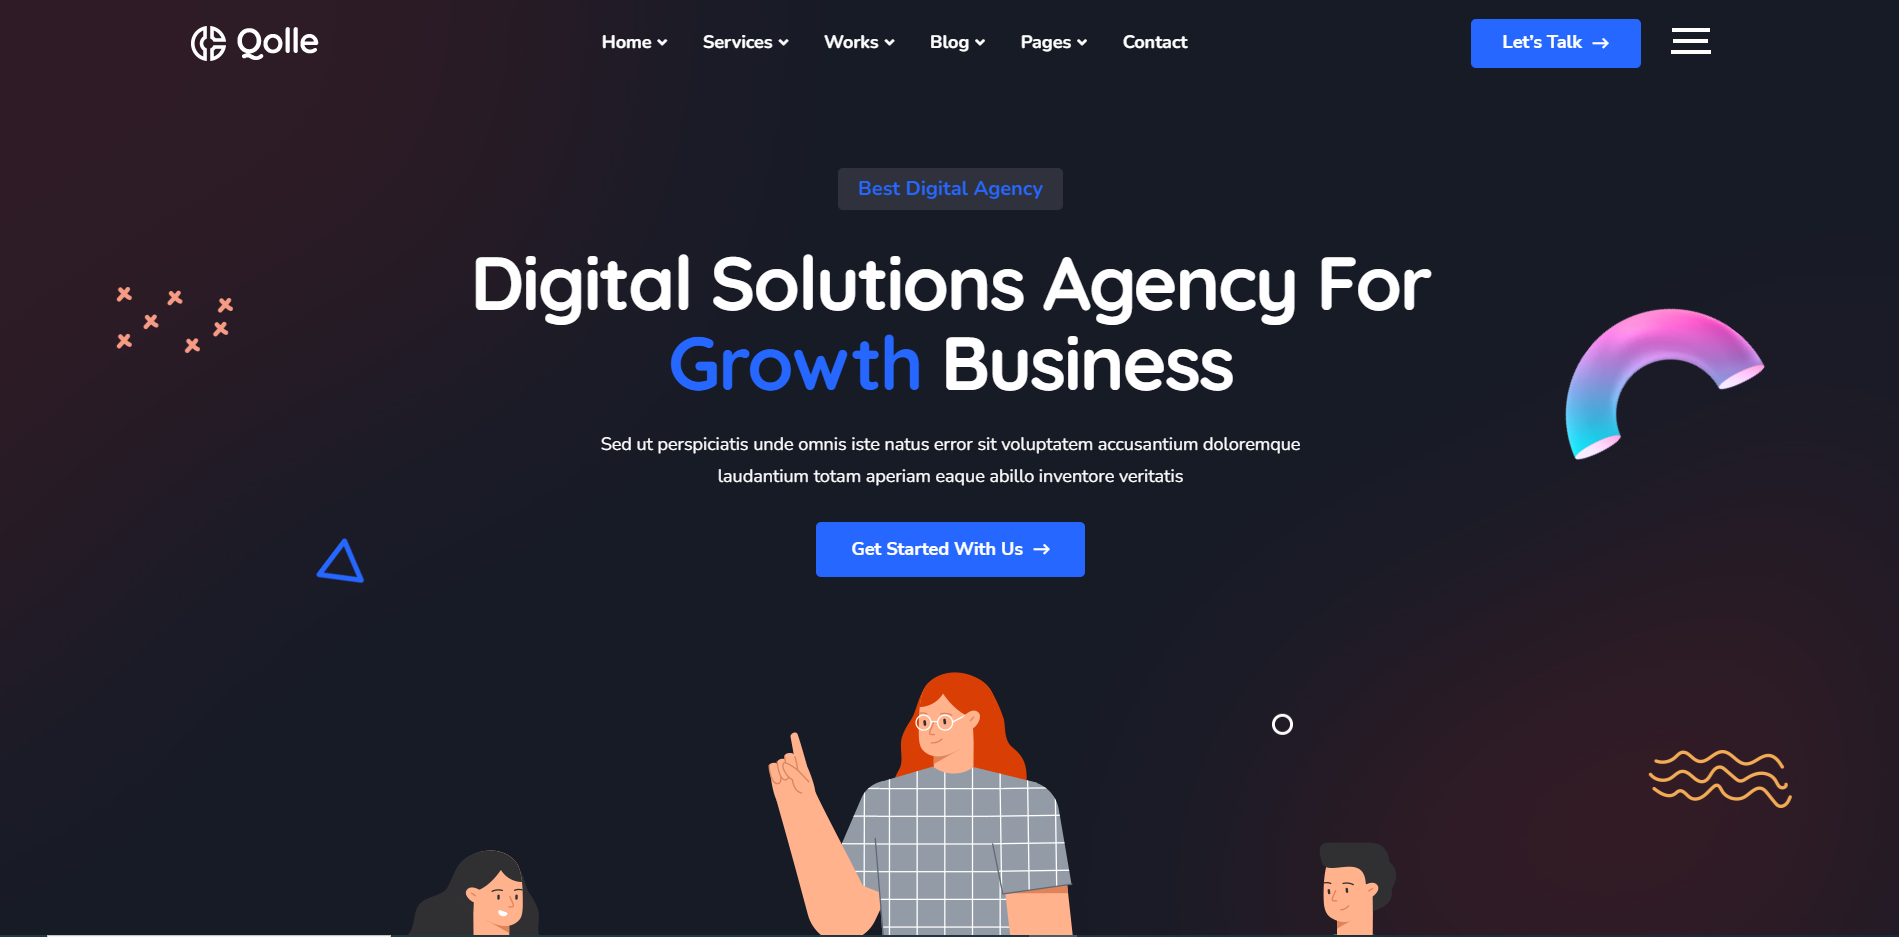 Qolle
Home Services Works Blog Pages Contact
Let's Talk →
Best Digital Agency
Digital Solutions Agency For
Growth Business
Sed ut perspiciatis unde omnis iste natus error sit voluptatem accusantium doloremque
laudantium totam aperiam eaque abillo inventore veritatis
Get Started With Us →